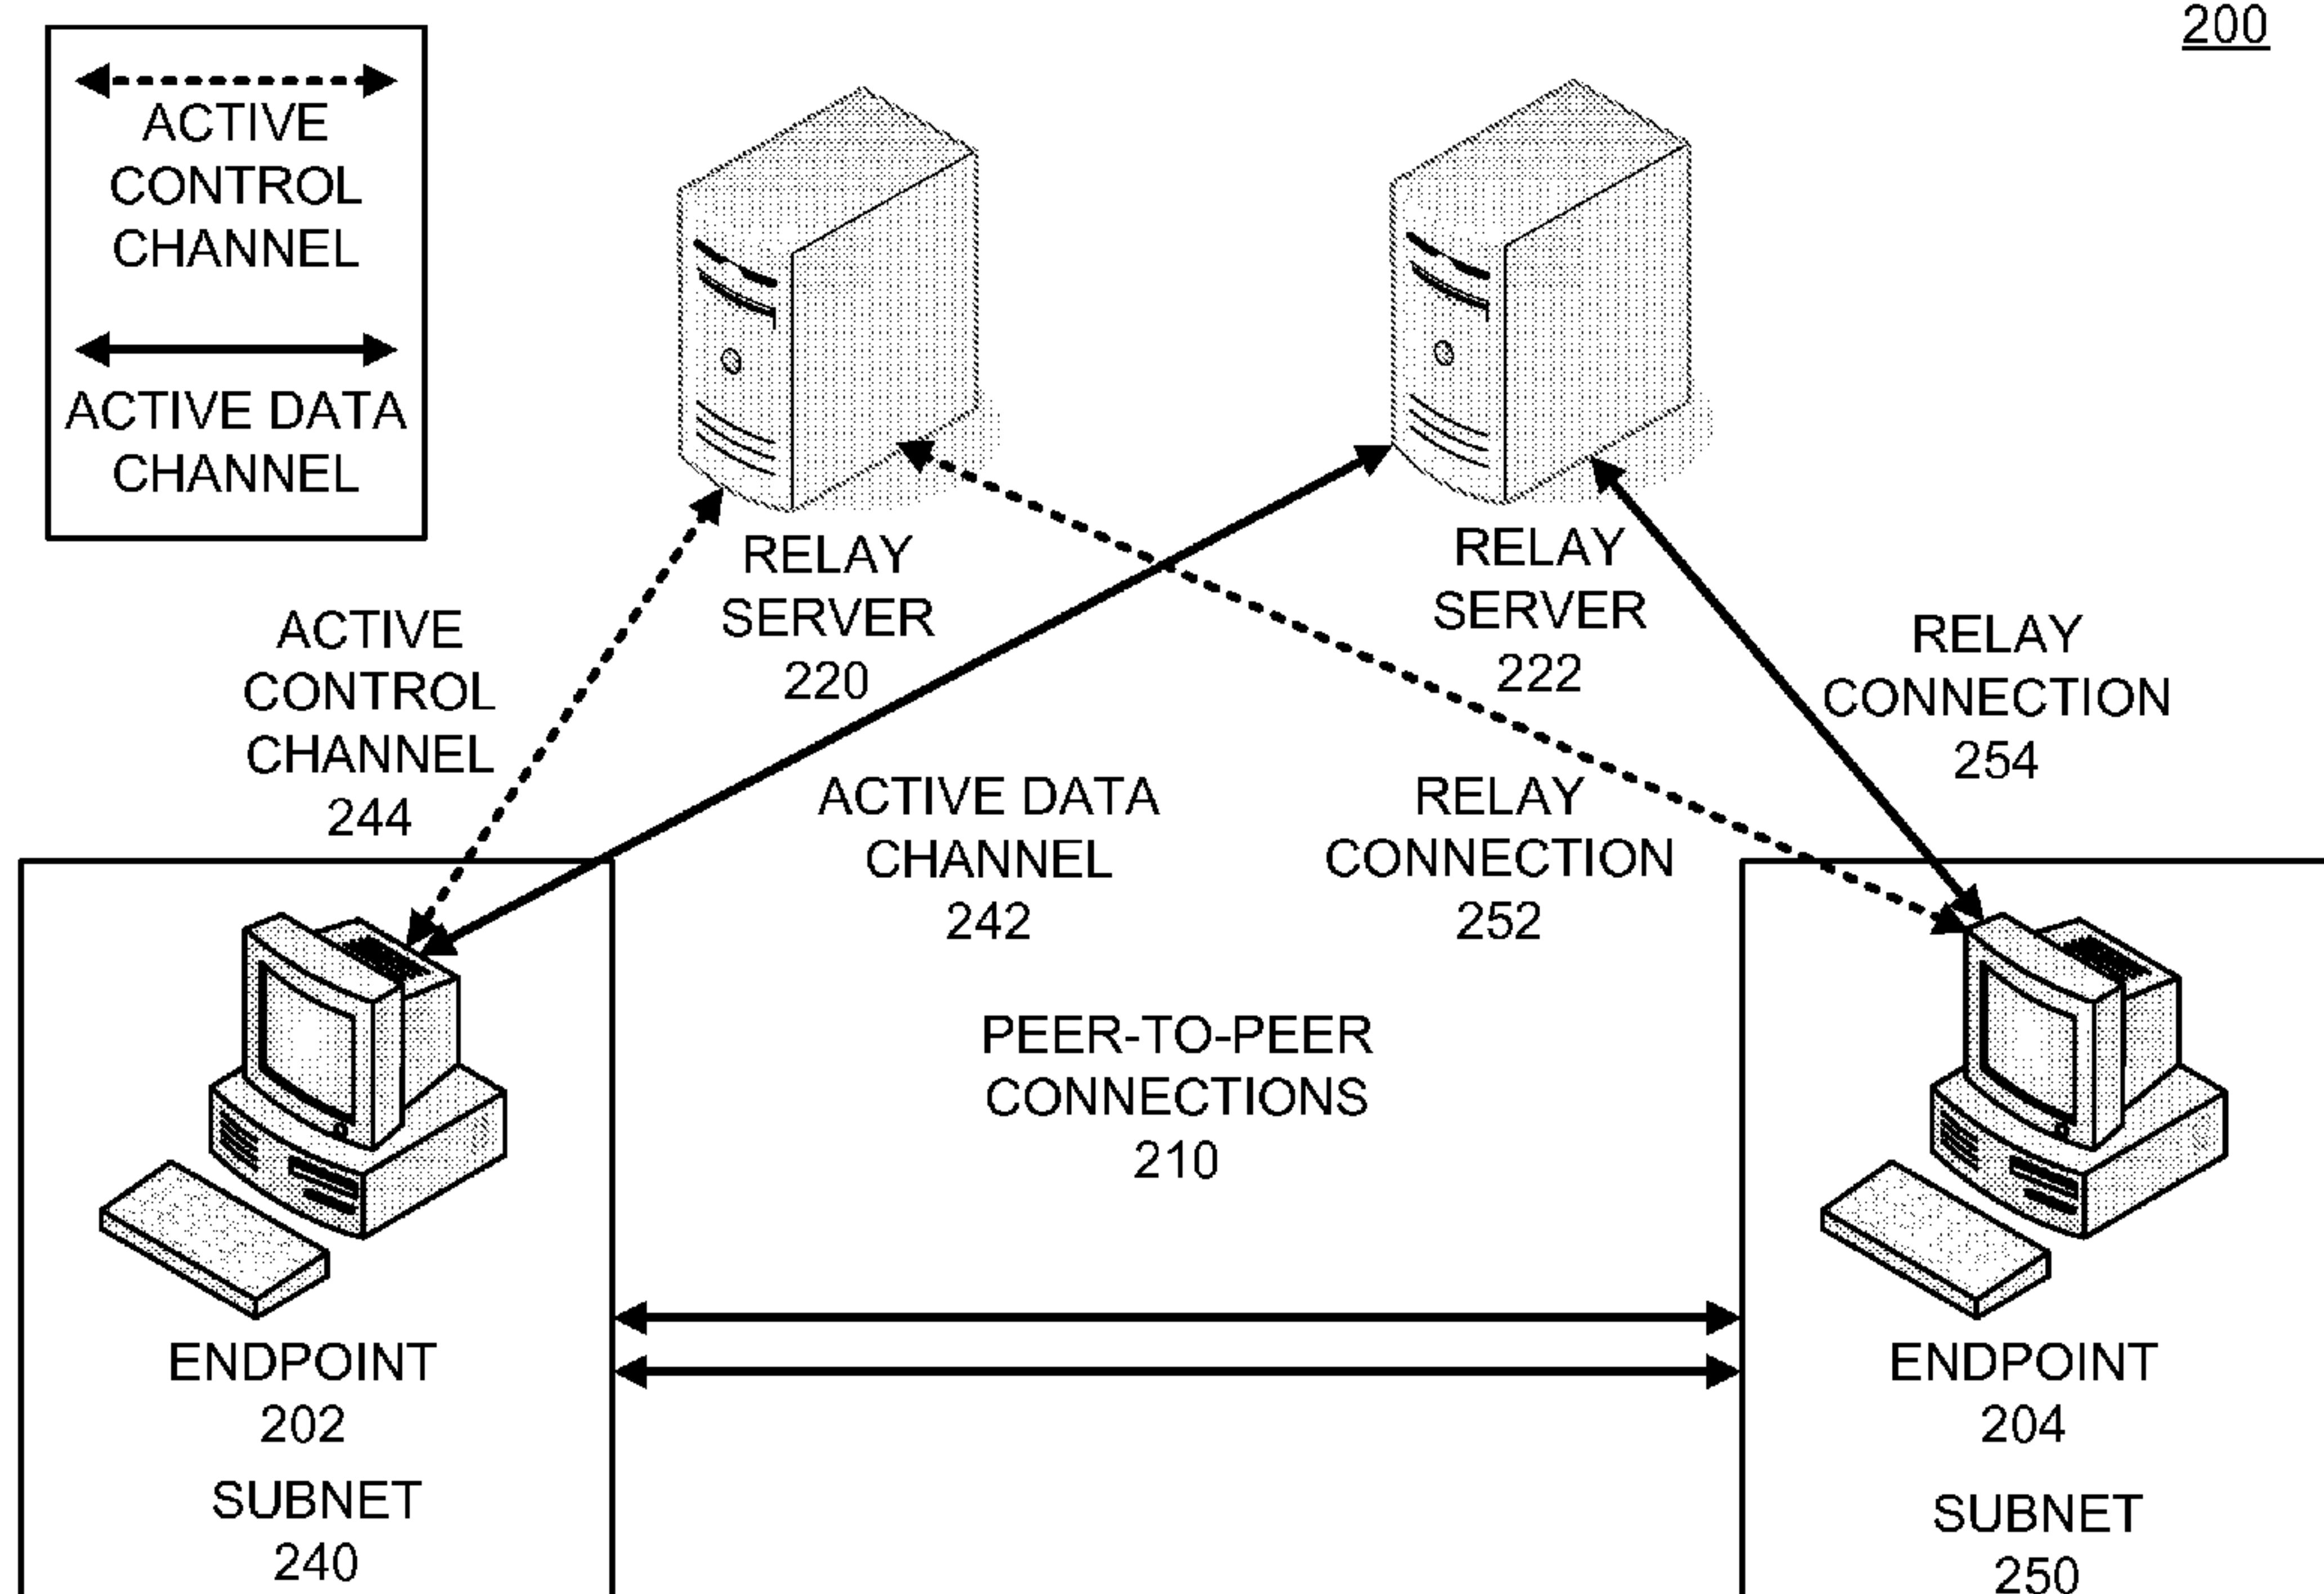 200
ACTIVE
CONTROL
CHANNEL
ACTIVE DATA
CHANNEL
RELAY
SERVER
220
RELAY
SERVER
222
ACTIVE
CONTROL
CHANNEL
244
RELAY
CONNECTION
254
ACTIVE DATA
CHANNEL
242
RELAY
CONNECTION
252
PEER-TO-PEER
CONNECTIONS
210
ENDPOINT
202
SUBNET
240
ENDPOINT
204
SUBNET
250